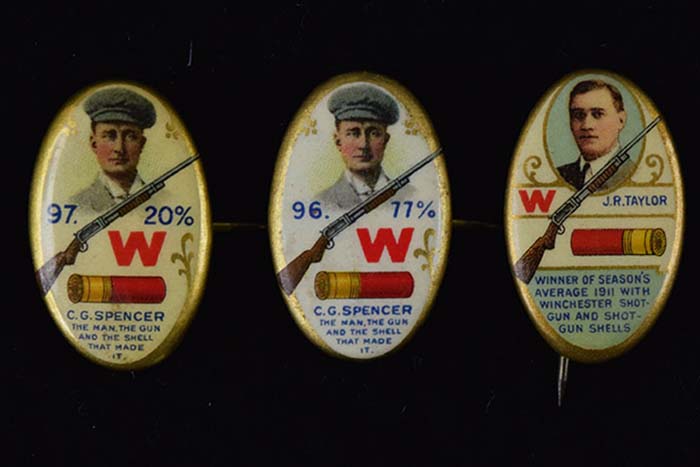 97. 20%
W
C.G.SPENCER
THE MAN, THE GUN
AND THE SHELL
THAT MADE
IT.
96. 77%
W
C.G.SPENCER
THE MAN, THE GUN
AND THE SHELL
THAT MADE
IT.
W J.R.TAYLOR
WINNER OF SEASON'S
AVERAGE 1911 WITH
WINCHESTER SHOT-
GUN AND SHOT-
GUN SHELLS